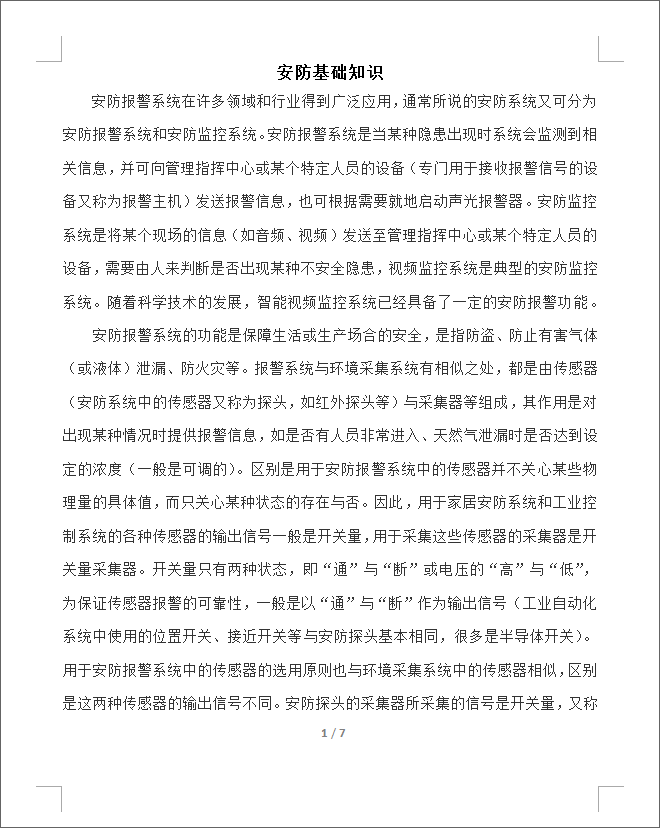 安防基础知识
安防报警系统在许多领域和行业得到广泛应用，通常所说的安防系统又可分为
安防报警系统和安防监控系统。安防报警系统是当某种隐患出现时系统会监测到相
关信息，并可向管理指挥中心或某个特定人员的设备（专门用于接收报警信号的设
备又称为报警主机）发送报警信息，也可根据需要就地启动声光报警器。安防监控
系统是将某个现场的信息（如音频、视频）发送至管理指挥中心或某个特定人员的
设备，需要由人来判断是否出现某种不安全隐患，视频监控系统是典型的安防监控
系统。随着科学技术的发展，智能视频监控系统已经具备了一定的安防报警功能。
安防报警系统的功能是保障生活或生产场合的安全，是指防盗、防止有害气体
（或液体）泄漏、防火灾等。报警系统与环境采集系统有相似之处，都是由传感器
（安防系统中的传感器又称为探头，如红外探头等）与采集器等组成，其作用是对
出现某种情况时提供报警信息，如是否有人员非常进入、天然气泄漏时是否达到设
定的浓度（一般是可调的）。区别是用于安防报警系统中的传感器并不关心某些物
理量的具体值，而只关心某种状态的存在与否。因此，用于家居安防系统和工业控
制系统的各种传感器的输出信号一般是开关量，用于采集这些传感器的采集器是开
关量采集器。开关量只有两种状态，即“通”与“断”或电压的“高”与“低”，
为保证传感器报警的可靠性，一般是以“通”与“断”作为输出信号（工业自动化
系统中使用的位置开关、接近开关等与安防探头基本相同，很多是半导体开关）。
用于安防报警系统中的传感器的选用原则也与环境采集系统中的传感器相似，区别
是这两种传感器的输出信号不同。安防探头的采集器所采集的信号是开关量，又称
1 / 7